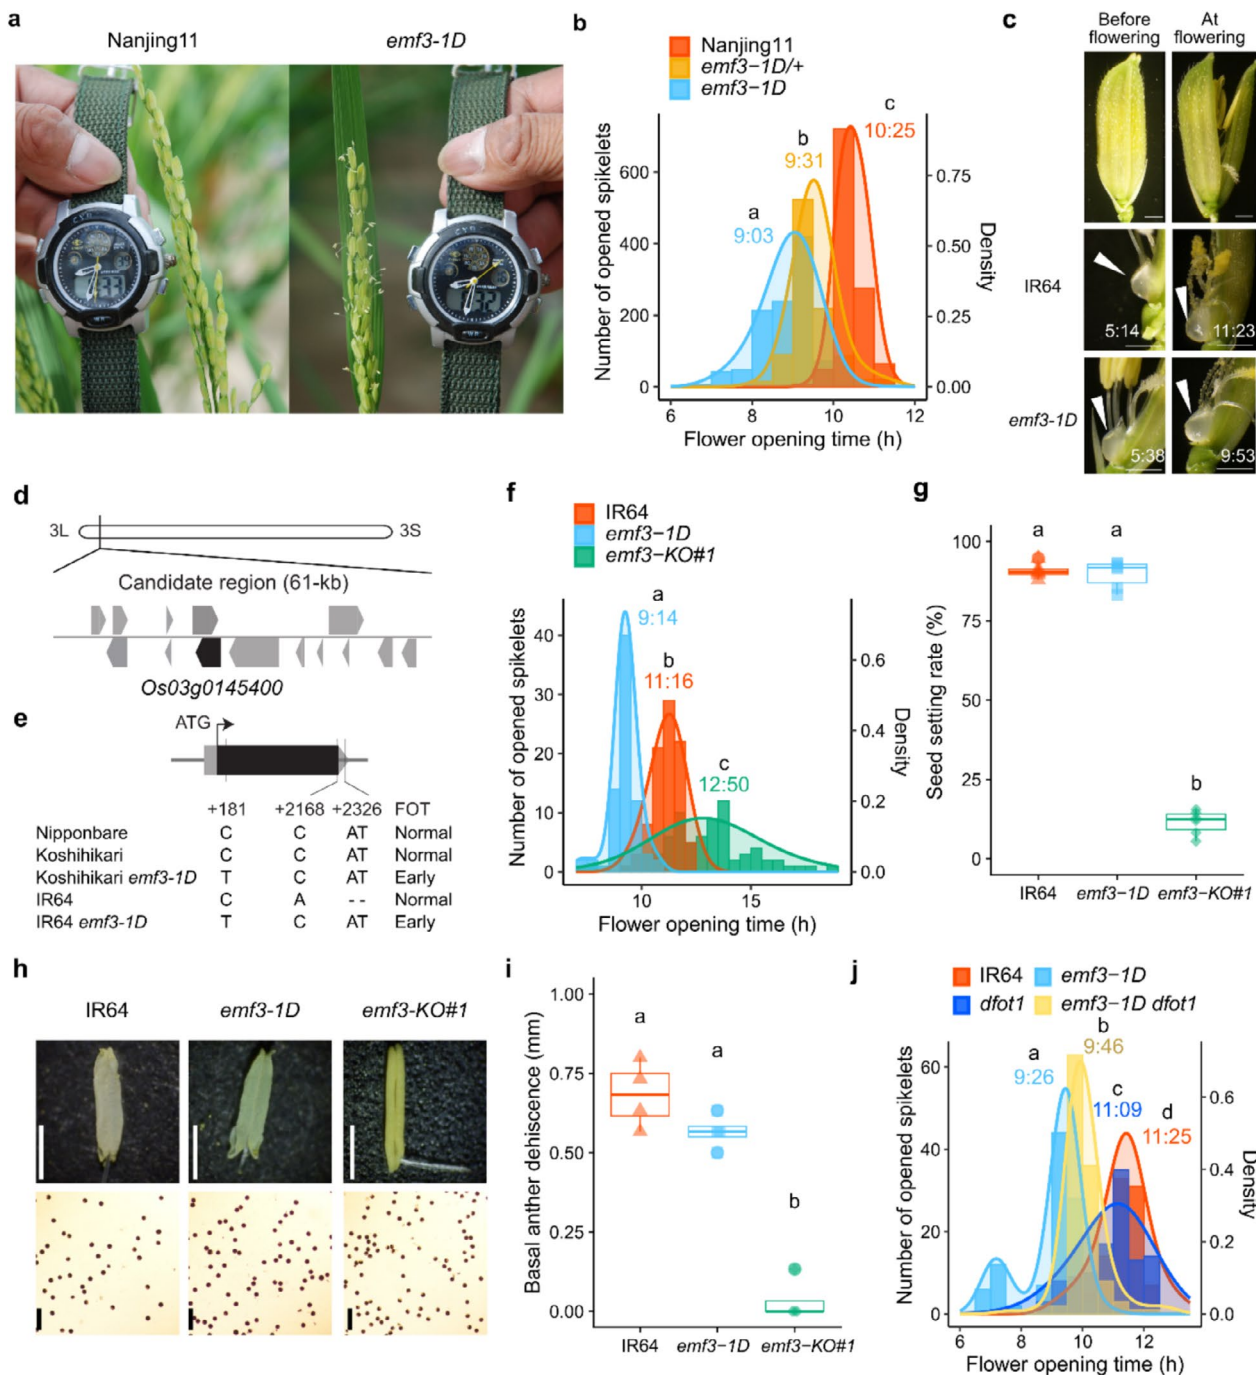 a
Nanjing11
emf3-1D
b
Nanjing11
emf3-1D/+
emf3-1D
Number of opened spikelets
600
400
200
0
a
9:03
b
9:31
c
10:25
Density
0.75
0.50
0.25
0.00
6 8 10 12
Flower opening time (h)
c
Before flowering
At flowering
IR64
5:14
11:23
emf3-1D
5:38
9:53
d
3L
3S
Candidate region (61-kb)
Os03g0145400
e
ATG
+181 +2168 +2326 FOT
Nipponbare C C AT Normal
Koshihikari C C AT Normal
Koshihikari emf3-1D T C AT Early
IR64 C A -- Normal
IR64 emf3-1D T C AT Early
f
IR64
emf3-1D
emf3-KO#1
Number of opened spikelets
40
30
20
10
0
a
9:14
b
11:16
c
12:50
Density
0.6
0.4
0.2
0.0
10 15
Flower opening time (h)
g
Seed setting rate (%)
100
75
50
25
0
a
a
b
IR64 emf3-1D emf3-KO#1
h
IR64
emf3-1D
emf3-KO#1
i
Basal anther dehiscence (mm)
1.00
0.75
0.50
0.25
0.00
a
a
b
IR64 emf3-1D emf3-KO#1
j
IR64 emf3-1D
dfot1 emf3-1D dfot1
Number of opened spikelets
60
40
20
0
a
9:26
b
9:46
c
11:09
d
11:25
Density
0.6
0.4
0.2
0.0
6 8 10 12
Flower opening time (h)